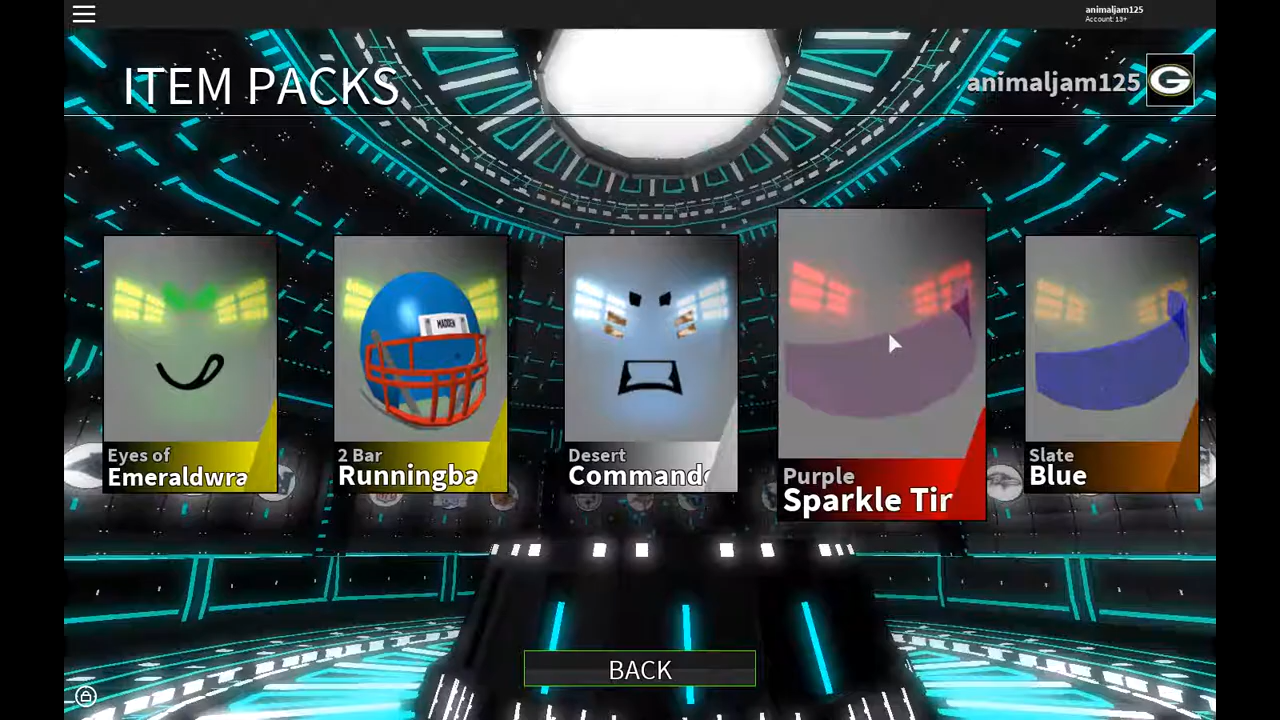 animaljam125
Account: 13+
ITEM PACKS
animaljam125
G
MADDEN
Eyes of
Emeraldwra
2 Bar
Runningba
Desert
Command
Purple
Sparkle Tir
Slate
Blue
BACK